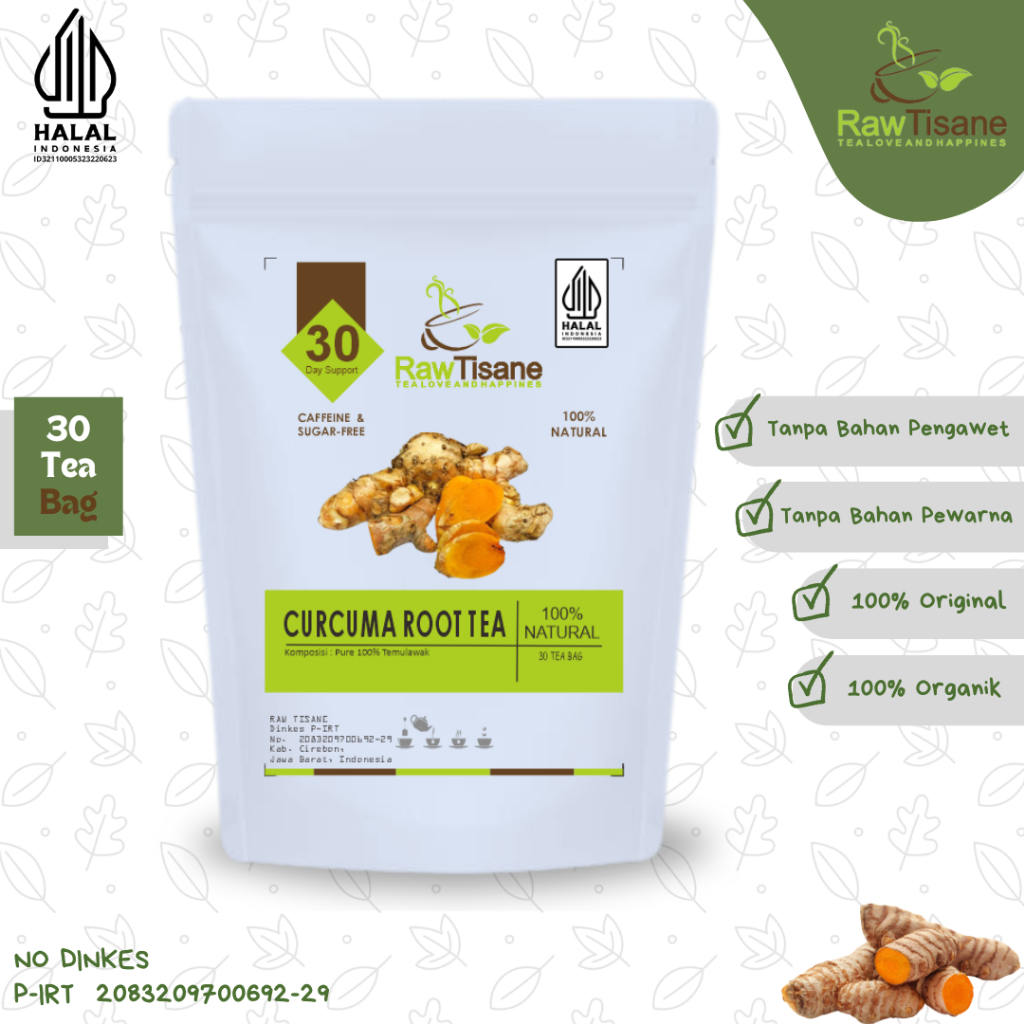 HALAL
INDONESIA
ID32110005323220623
RawTisane
TEALOVEANDHAPPINES
30
Day Support
RawTisane
TEALOVEANDHAPPINES
HALAL
INDONESIA
ID32110005323220623
CAFFEINE &
SUGAR-FREE
100%
NATURAL
30
Tea
Bag
Tanpa Bahan Pengawet
Tanpa Bahan Pewarna
100% Original
100% Organik
CURCUMA ROOT TEA
Komposisi : Pure 100% Temulawak
100%
NATURAL
30 TEA BAG
RAW TISANE
Dinkes P-IRT
No. 2083209700692-29
Kab. Cirebon,
Jawa Barat, Indonesia
NO DINKES
P-IRT 2083209700692-29